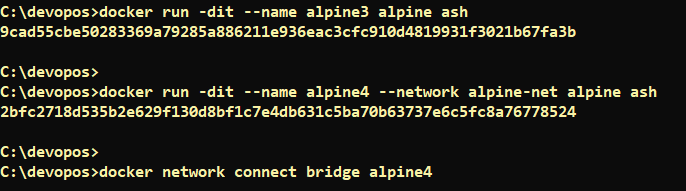 C:\devopos>docker run -dit --name alpine3 alpine ash
9cad55cbe50283369a79285a886211e936eac3cfc910d4819931f3021b67fa3b
C:\devopos>
C:\devopos>docker run -dit --name alpine4 --network alpine-net alpine ash
2bfc2718d535b2e629f130d8bf1c7e4db631c5ba70b63737e6c5fc8a76778524
C:\devopos>
C:\devopos>docker network connect bridge alpine4